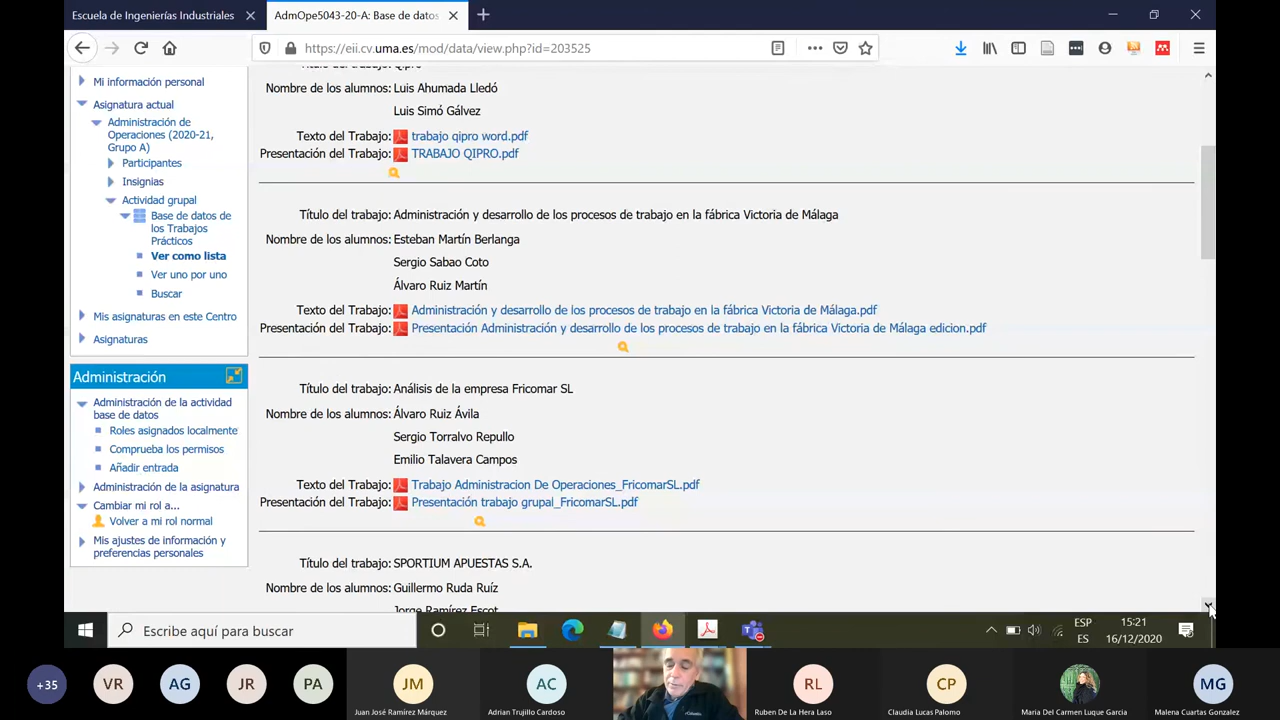 Escuela de Ingenierías Industriales
AdmOpe5043-20-A: Base de datos
https://eii.cv.uma.es/mod/data/view.php?id=203525
Mi información personal
Asignatura actual
Administración de
Operaciones (2020-21,
Grupo A)
Participantes
Insignias
Actividad grupal
Base de datos de
los Trabajos
Prácticos
Ver como lista
Ver uno por uno
Buscar
Mis asignaturas en este Centro
Asignaturas
Administración
Administración de la actividad
base de datos
Roles asignados localmente
Comprueba los permisos
Añadir entrada
Administración de la asignatura
Cambiar mi rol a...
Volver a mi rol normal
Mis ajustes de información y
preferencias personales
Título del trabajo: Qipro
Nombre de los alumnos: Luis Ahumada Lledó
Luis Simó Gálvez
Texto del Trabajo: trabajo qipro word.pdf
Presentación del Trabajo: TRABAJO QIPRO.pdf
Título del trabajo: Administración y desarrollo de los procesos de trabajo en la fábrica Victoria de Málaga
Nombre de los alumnos: Esteban Martín Berlanga
Sergio Sabao Coto
Álvaro Ruiz Martín
Texto del Trabajo: Administración y desarrollo de los procesos de trabajo en la fábrica Victoria de Málaga.pdf
Presentación del Trabajo: Presentación Administración y desarrollo de los procesos de trabajo en la fábrica Victoria de Málaga edicion.pdf
Título del trabajo: Análisis de la empresa Fricomar SL
Nombre de los alumnos: Álvaro Ruiz Ávila
Sergio Torralvo Repullo
Emilio Talavera Campos
Texto del Trabajo: Trabajo Administracion De Operaciones_FricomarSL.pdf
Presentación del Trabajo: Presentación trabajo grupal_FricomarSL.pdf
Título del trabajo: SPORTIUM APUESTAS S.A.
Nombre de los alumnos: Guillermo Ruda Ruíz
Jorge Ramírez Escot
Escribe aquí para buscar
ESP
ES
15:21
16/12/2020
+35
VR
AG
JR
PA
JM
Juan José Ramírez Márquez
AC
Adrian Trujillo Cardoso
RL
Ruben De La Hera Laso
CP
Claudia Lucas Palomo
Maria Del Carmen Luque Garcia
MG
Malena Cuartas Gonzalez